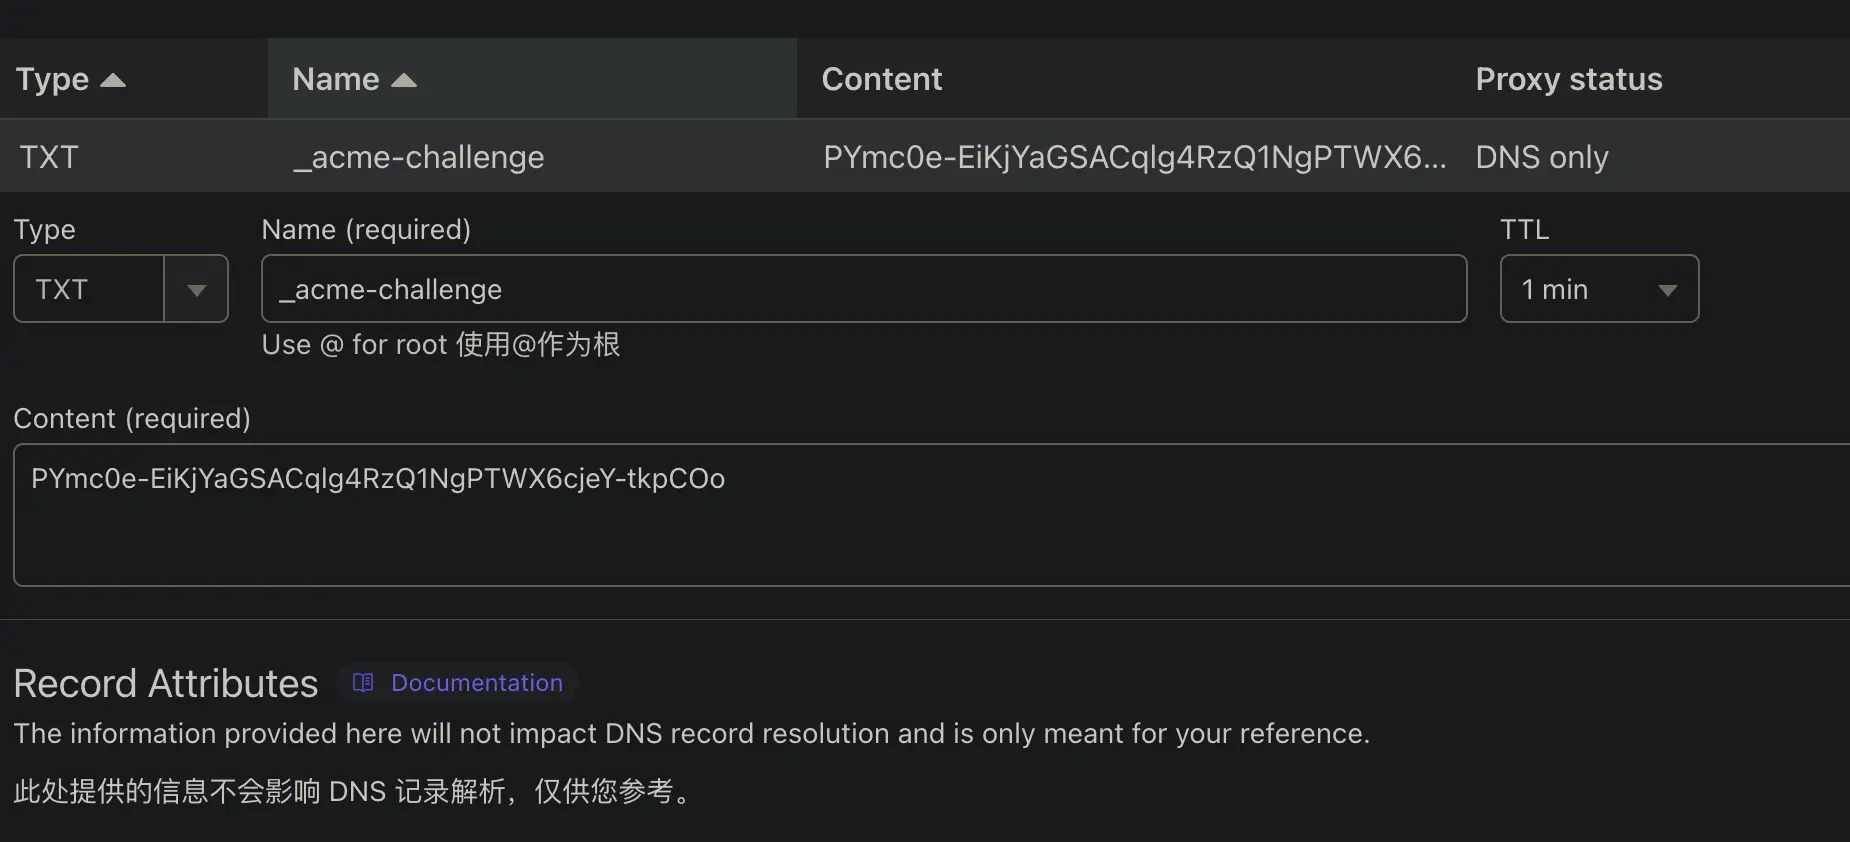 Type Name Content Proxy status
TXT _acme-challenge PYmc0e-EiKjYaGSACqlg4RzQ1NgPTWX6... DNS only
Type Name (required) TTL
TXT _acme-challenge 1 min
Use @ for root 使用@作为根
Content (required)
PYmc0e-EiKjYaGSACqlg4RzQ1NgPTWX6cjeY-tkpCOo
Record Attributes Documentation
The information provided here will not impact DNS record resolution and is only meant for your reference.
此处提供的信息不会影响 DNS 记录解析，仅供您参考。